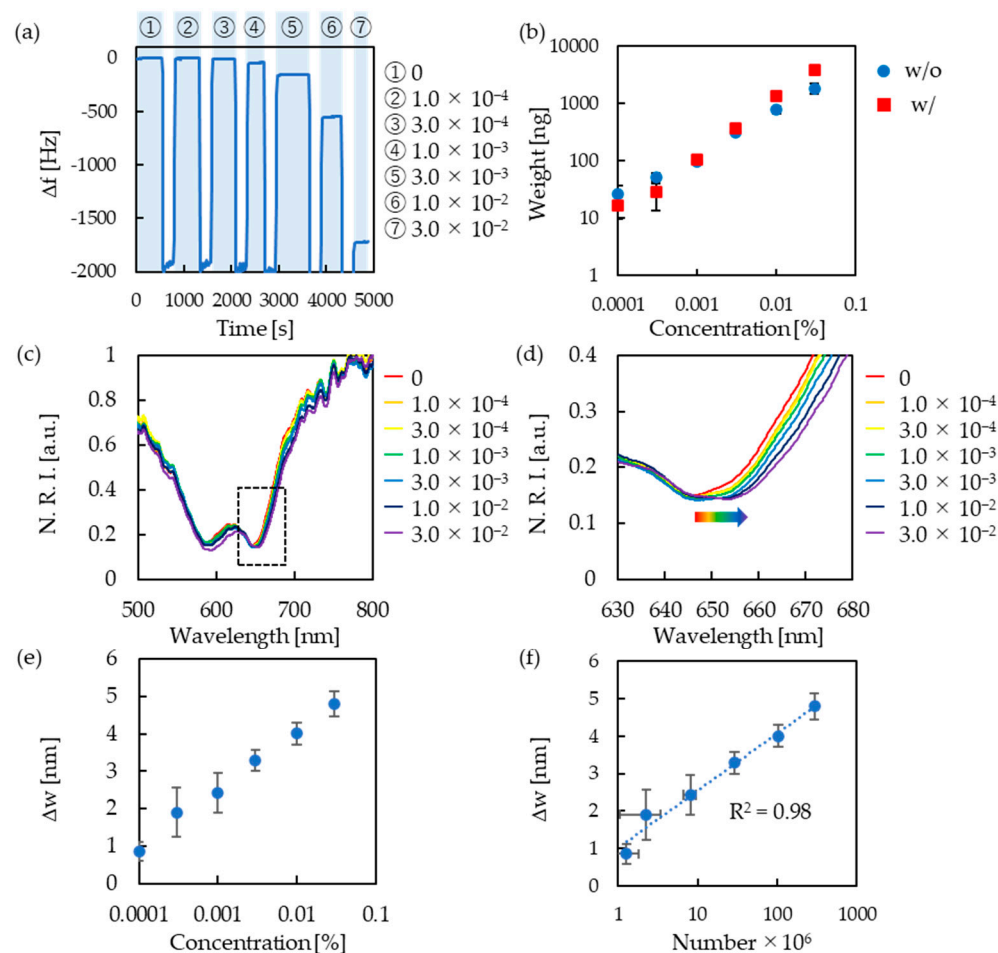 (a)
① ② ③ ④ ⑤ ⑥ ⑦
0
-500
-1000
-1500
-2000
Δf [Hz]
0 1000 2000 3000 4000 5000
Time [s]
① 0
② 1.0 × 10⁻⁴
③ 3.0 × 10⁻⁴
④ 1.0 × 10⁻³
⑤ 3.0 × 10⁻³
⑥ 1.0 × 10⁻²
⑦ 3.0 × 10⁻²
(b)
10000
1000
100
10
1
Weight [ng]
0.0001 0.001 0.01 0.1
Concentration [%]
w/o
w/
(c)
1
0.8
0.6
0.4
0.2
0
N. R. I. [a.u.]
500 600 700 800
Wavelength [nm]
0
1.0 × 10⁻⁴
3.0 × 10⁻⁴
1.0 × 10⁻³
3.0 × 10⁻³
1.0 × 10⁻²
3.0 × 10⁻²
(d)
0.4
0.3
0.2
0.1
0
N. R. I. [a.u.]
630 640 650 660 670 680
Wavelength [nm]
0
1.0 × 10⁻⁴
3.0 × 10⁻⁴
1.0 × 10⁻³
3.0 × 10⁻³
1.0 × 10⁻²
3.0 × 10⁻²
(e)
6
5
4
3
2
1
0
Δw [nm]
0.0001 0.001 0.01 0.1
Concentration [%]
(f)
6
5
4
3
2
1
0
Δw [nm]
R² = 0.98
1 10 100 1000
Number × 10⁶